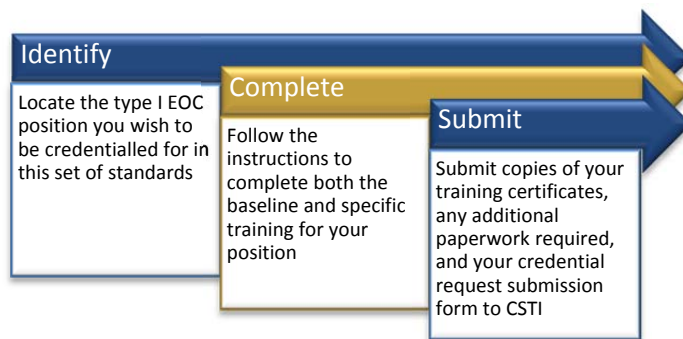 Identify
Locate the type I EOC
position you wish to
be credentialled for in
this set of standards
Complete
Follow the
instructions to
complete both the
baseline and specific
training for your
position
Submit
Submit copies of your
training certificates,
any additional
paperwork required,
and your credential
request submission
form to CSTI